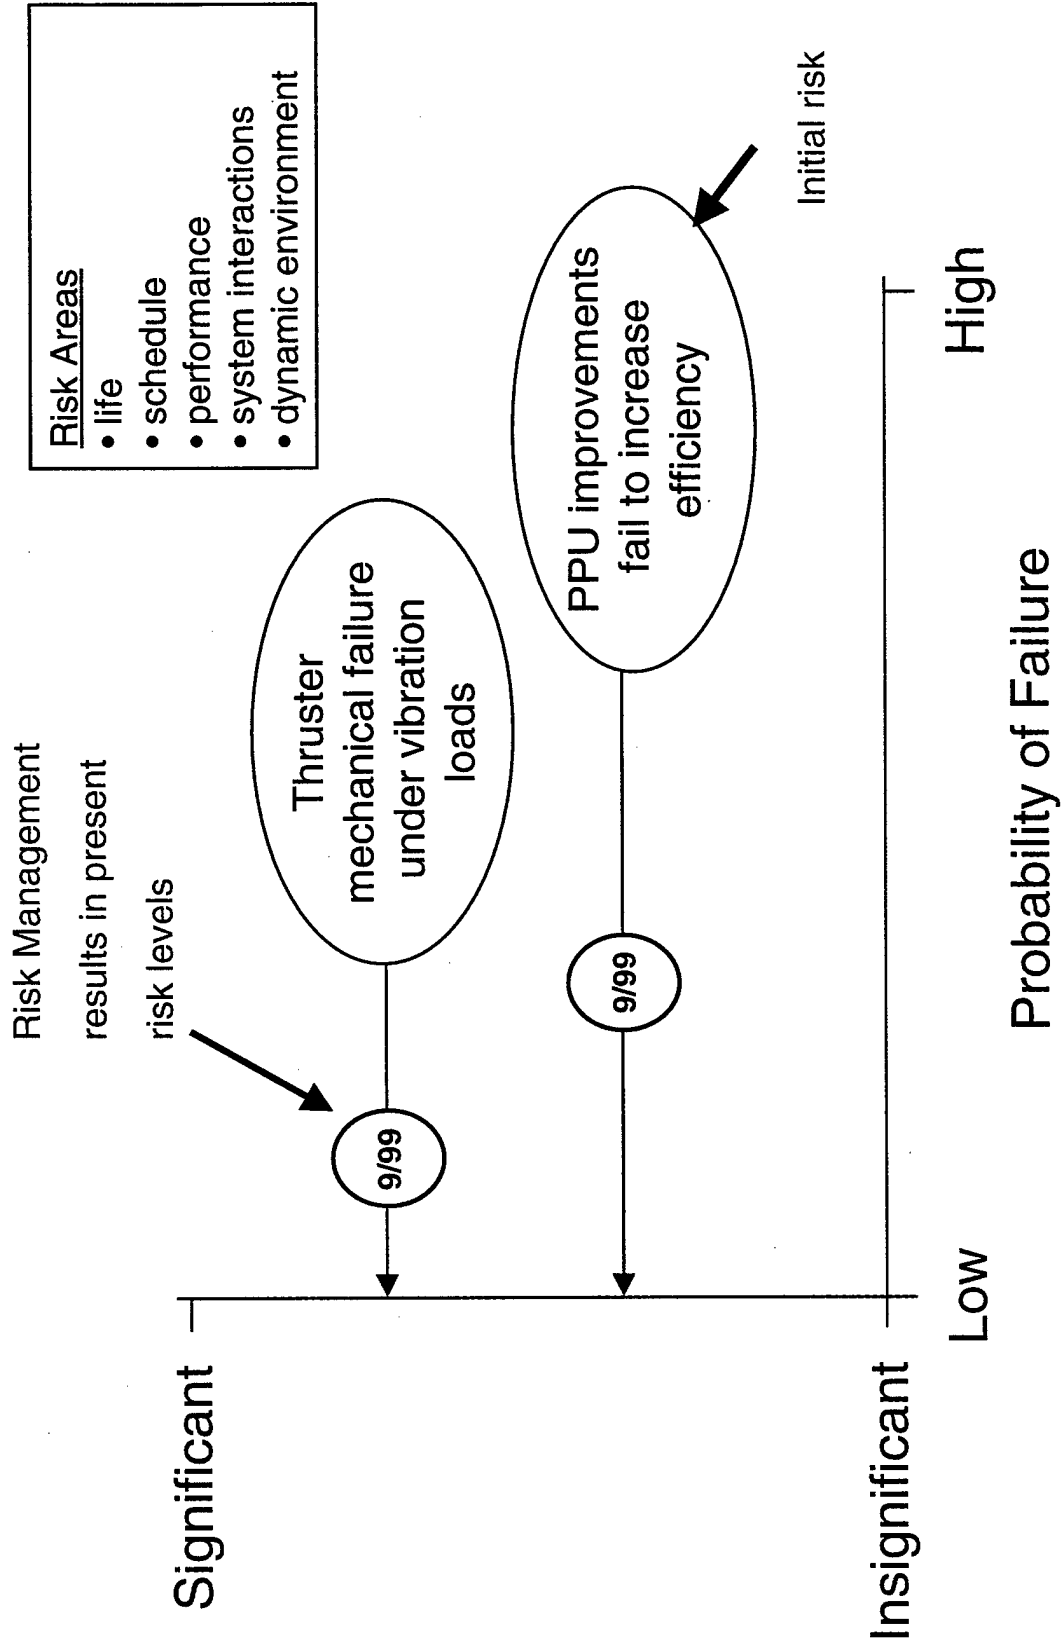 Risk Management
results in present
risk levels
Risk Areas
• life
• schedule
• performance
• system interactions
• dynamic environment
Significant
Thruster
mechanical failure
under vibration
loads
9/99
PPU improvements
fail to increase
efficiency
9/99
Initial risk
Insignificant
Low
High
Probability of Failure